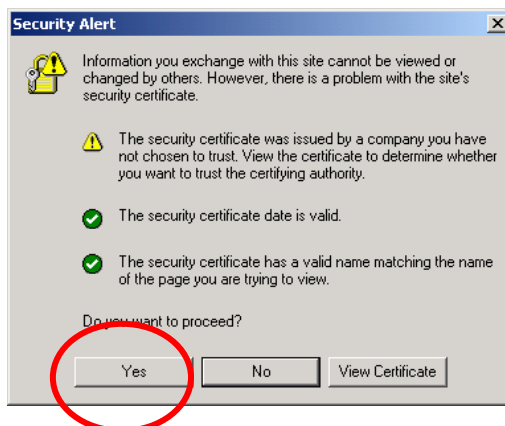 Security Alert
Information you exchange with this site cannot be viewed or
changed by others. However, there is a problem with the site's
security certificate.
The security certificate was issued by a company you have
not chosen to trust. View the certificate to determine whether
you want to trust the certifying authority.
The security certificate date is valid.
The security certificate has a valid name matching the name
of the page you are trying to view.
Do you want to proceed?
Yes No View Certificate